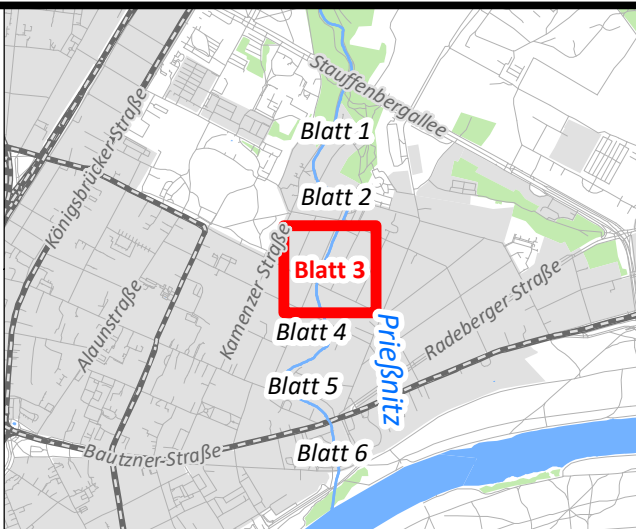 Stauffenbergallee
Blatt 1
Königsbrücker-Straße
Blatt 2
Kamenzer Straße
Blatt 3
Radeberger Straße
Alaunstraße
Blatt 4
Prießnitz
Blatt 5
Bautzner-Straße
Blatt 6